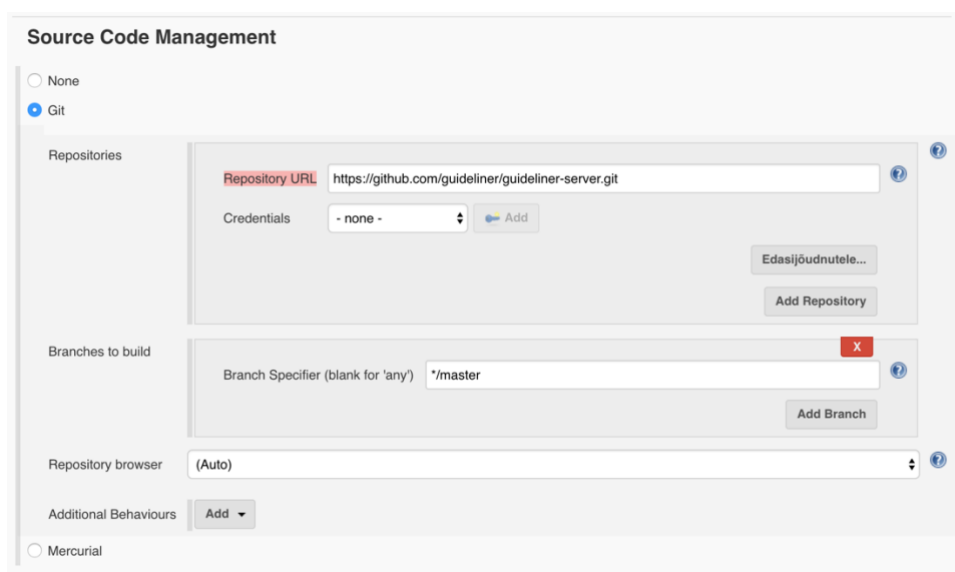 Source Code Management
None
Git
Repositories
Repository URL https://github.com/guideliner/guideliner-server.git
Credentials - none - Add
Edasijõudnutele...
Add Repository
Branches to build
X
Branch Specifier (blank for 'any') */master
Add Branch
Repository browser (Auto)
Additional Behaviours Add
Mercurial